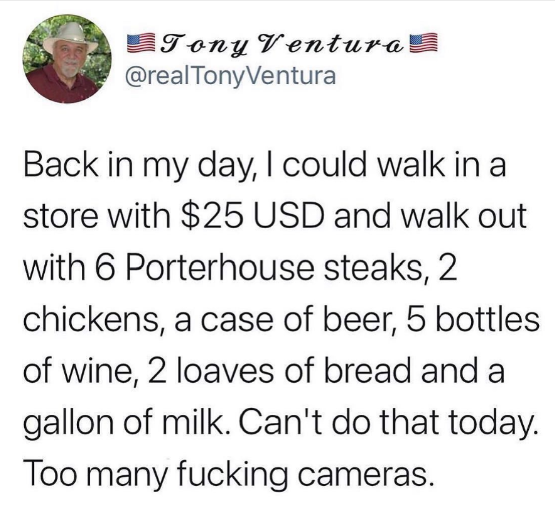 🇺🇸Tony Ventura🇺🇸
@realTonyVentura
Back in my day, I could walk in a
store with $25 USD and walk out
with 6 Porterhouse steaks, 2
chickens, a case of beer, 5 bottles
of wine, 2 loaves of bread and a
gallon of milk. Can't do that today.
Too many fucking cameras.